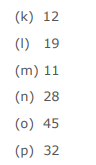 (k) 12
(l) 19
(m) 11
(n) 28
(o) 45
(p) 32